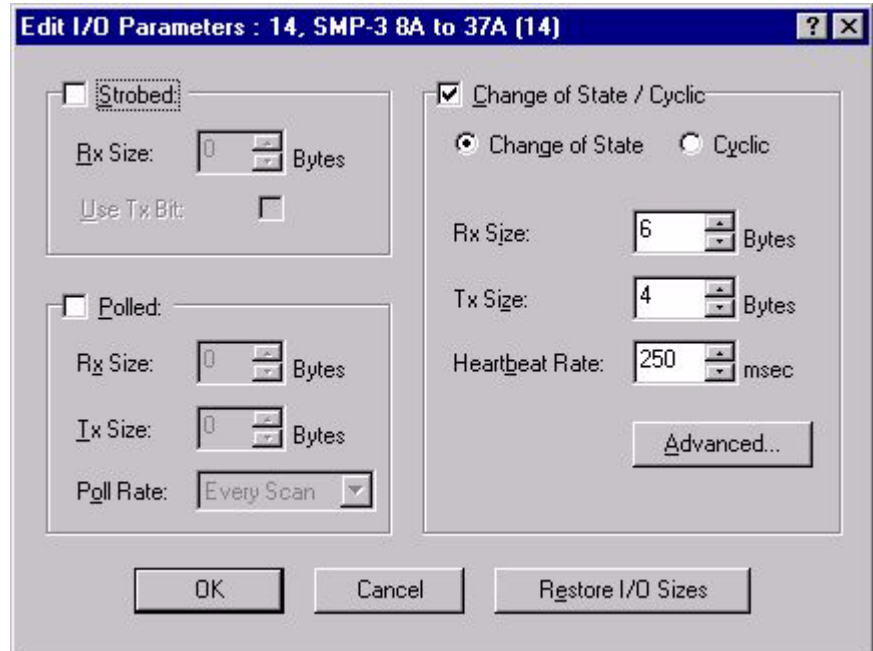 Edit I/O Parameters : 14, SMP-3 8A to 37A (14)
Strobed:
Rx Size: 0 Bytes
Use Tx Bit:
Polled:
Rx Size: 0 Bytes
Tx Size: 0 Bytes
Poll Rate: Every Scan
Change of State / Cyclic
Change of State Cyclic
Rx Size: 6 Bytes
Tx Size: 4 Bytes
Heartbeat Rate: 250 msec
Advanced...
OK Cancel Restore I/O Sizes